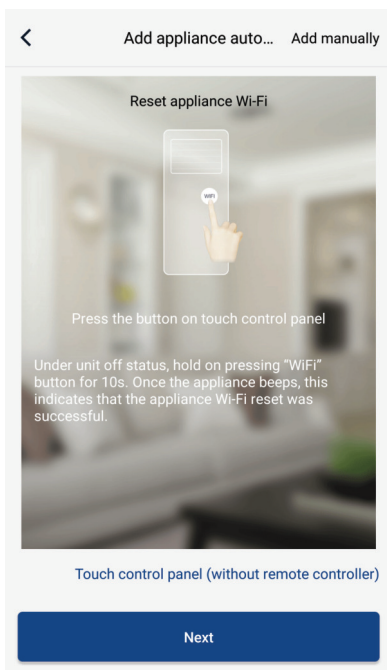 Add appliance auto... Add manually
Reset appliance Wi-Fi
WIFI
Press the button on touch control panel
Under unit off status, hold on pressing “WiFi”
button for 10s. Once the appliance beeps, this
indicates that the appliance Wi-Fi reset was
successful.
Touch control panel (without remote controller)
Next